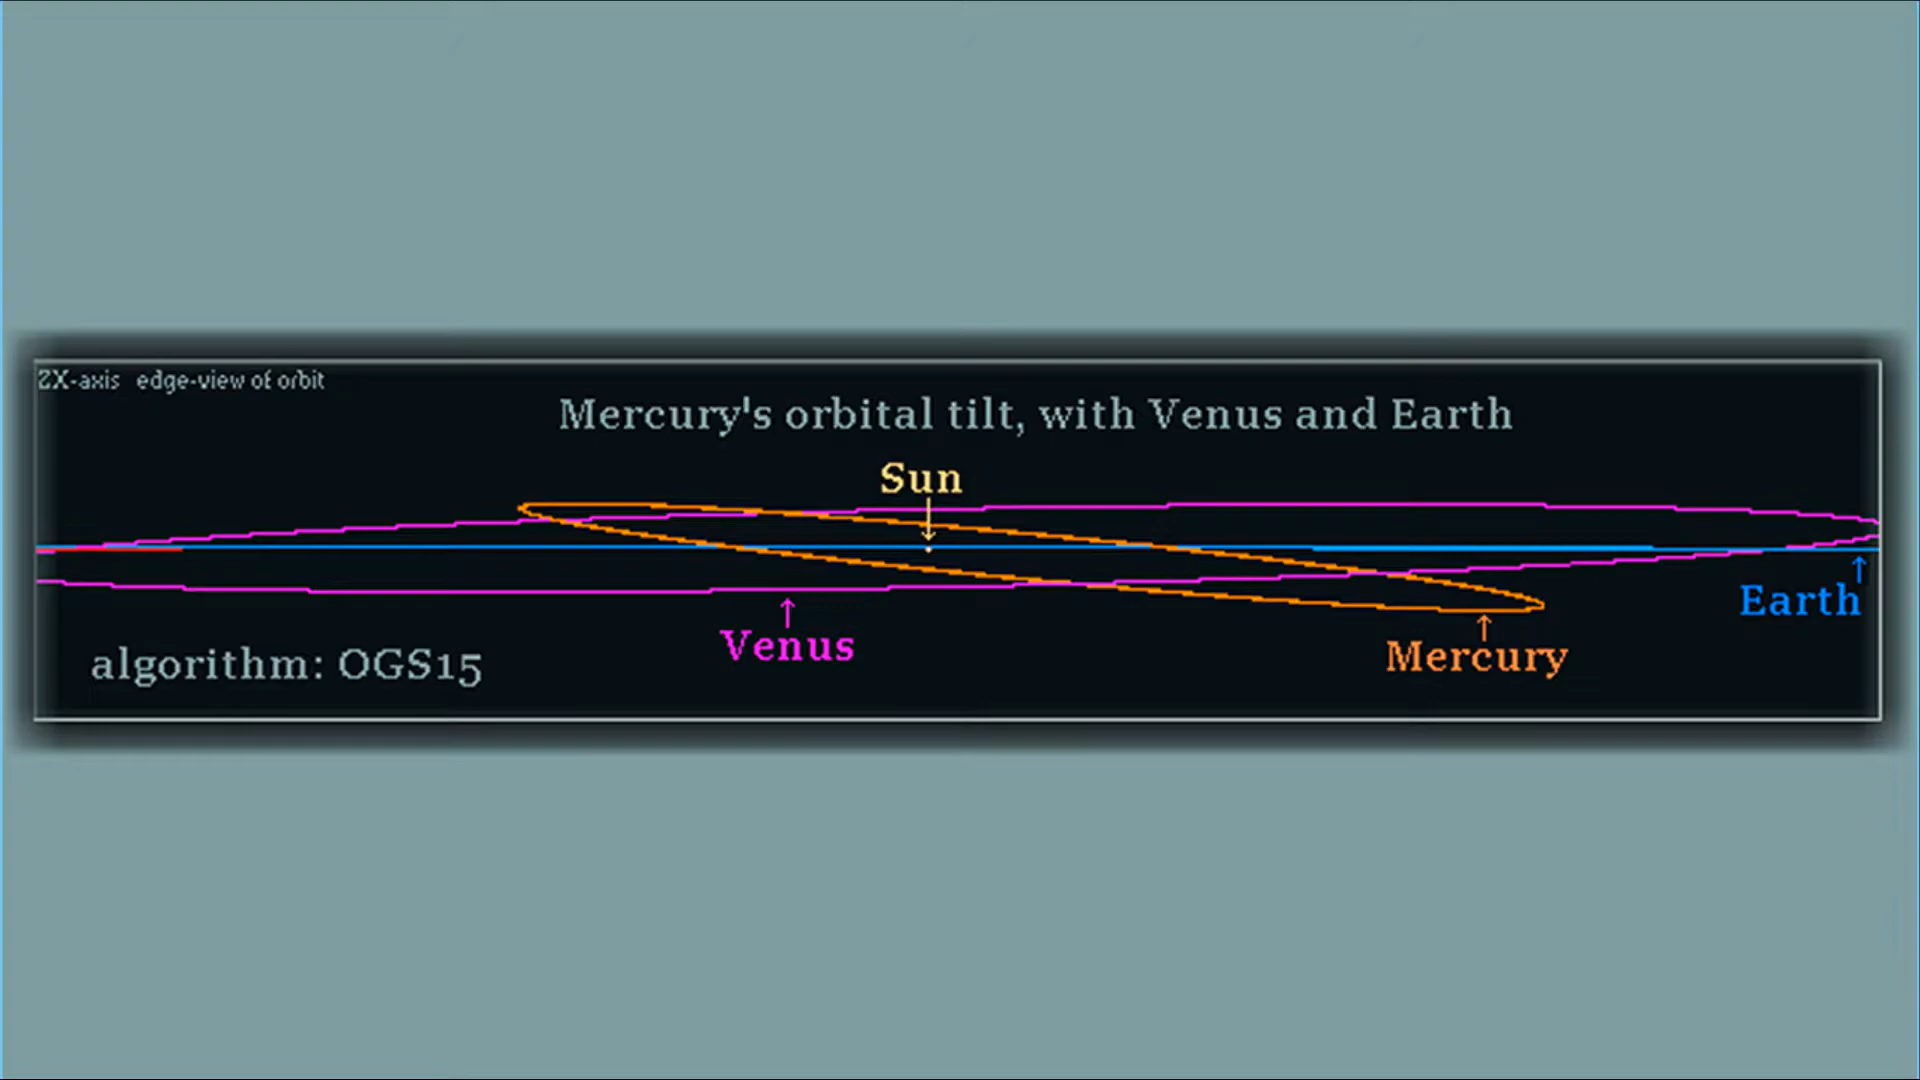 ZX-axis edge-view of orbit
Mercury's orbital tilt, with Venus and Earth
Sun
Earth
Venus
Mercury
algorithm: OGS15